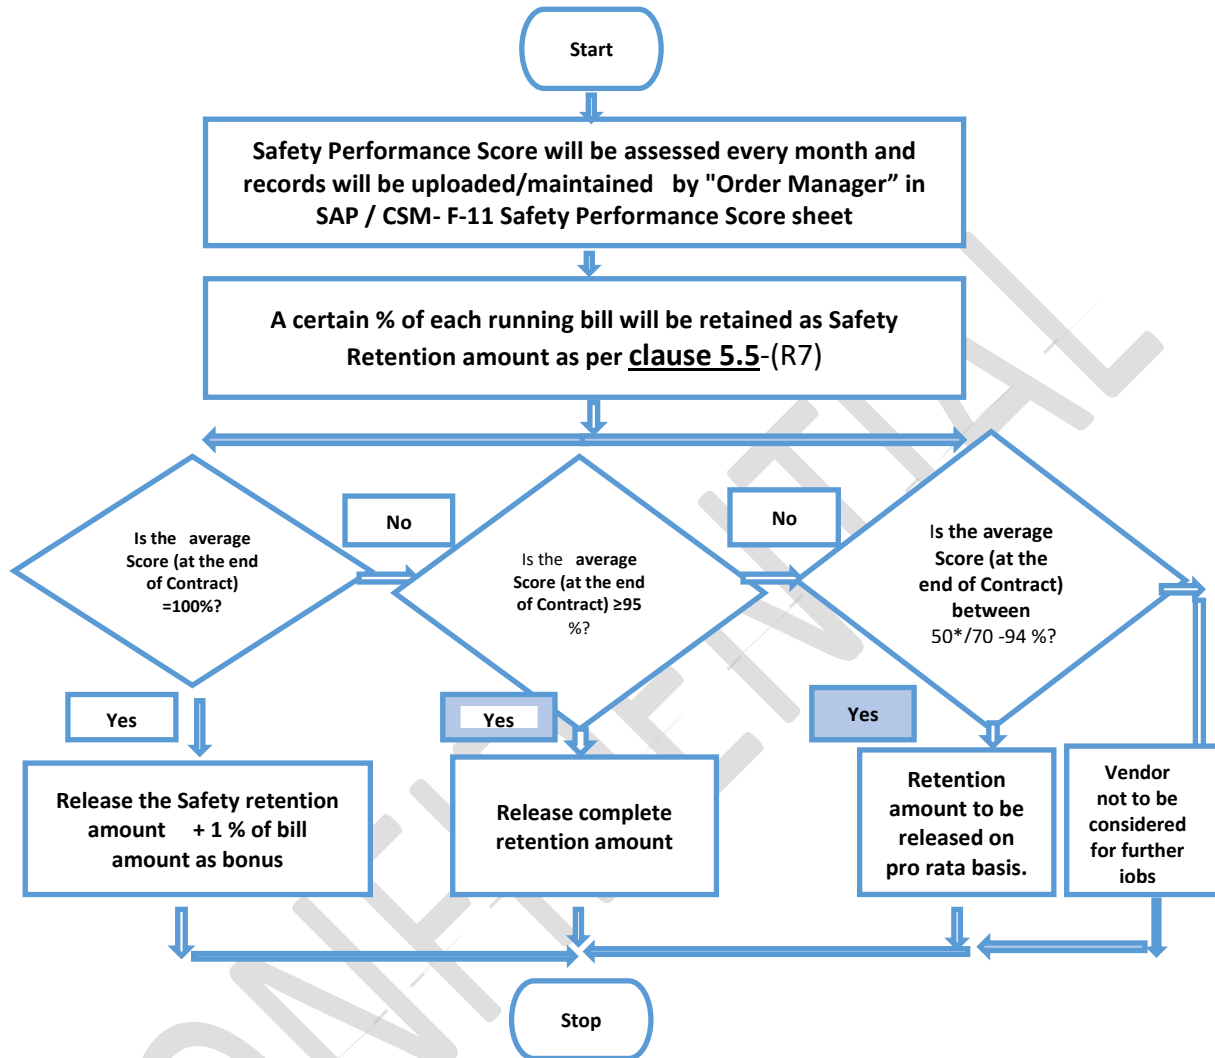 Start
Safety Performance Score will be assessed every month and
records will be uploaded/maintained by "Order Manager” in
SAP / CSM- F-11 Safety Performance Score sheet
A certain % of each running bill will be retained as Safety
Retention amount as per clause 5.5-(R7)
Is the average
Score (at the end
of Contract)
=100%?
No
Is the average
Score (at the end
of Contract) ≥95
%?
No
Is the average
Score (at the
end of Contract)
between
50*/70 -94 %?
Yes
Yes
Yes
Release the Safety retention
amount + 1 % of bill
amount as bonus
Release complete
retention amount
Retention
amount to be
released on
pro rata basis.
Vendor
not to be
considered
for further
jobs
Stop
CONFIDENTIAL